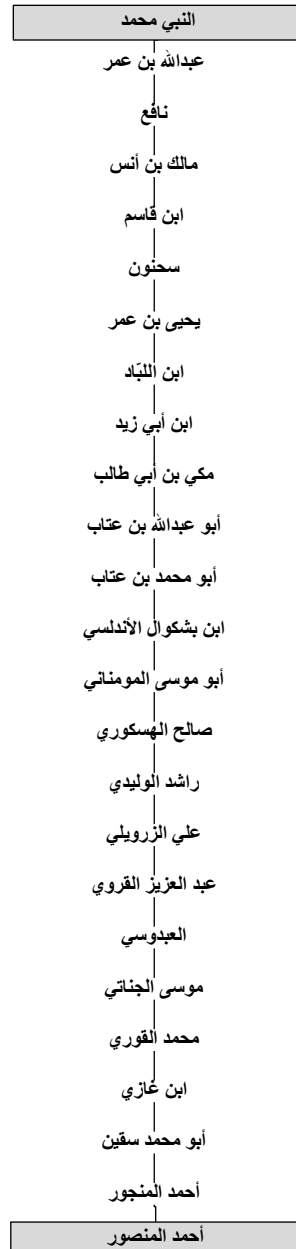 النبي محمد
عبدالله بن عمر
نافع
مالك بن أنس
ابن قاسم
سحنون
يحيى بن عمر
ابن اللبّاد
ابن أبي زيد
مكي بن أبي طالب
أبو عبدالله بن عتاب
أبو محمد بن عتاب
ابن بشكوال الأندلسي
أبو موسى المومناني
صالح الهسكوري
راشد الوليدي
علي الزرويلي
عبد العزيز القروي
العبدوسي
موسى الجناتي
محمد القوري
ابن غازي
أبو محمد سقين
أحمد المنجور
أحمد المنصور